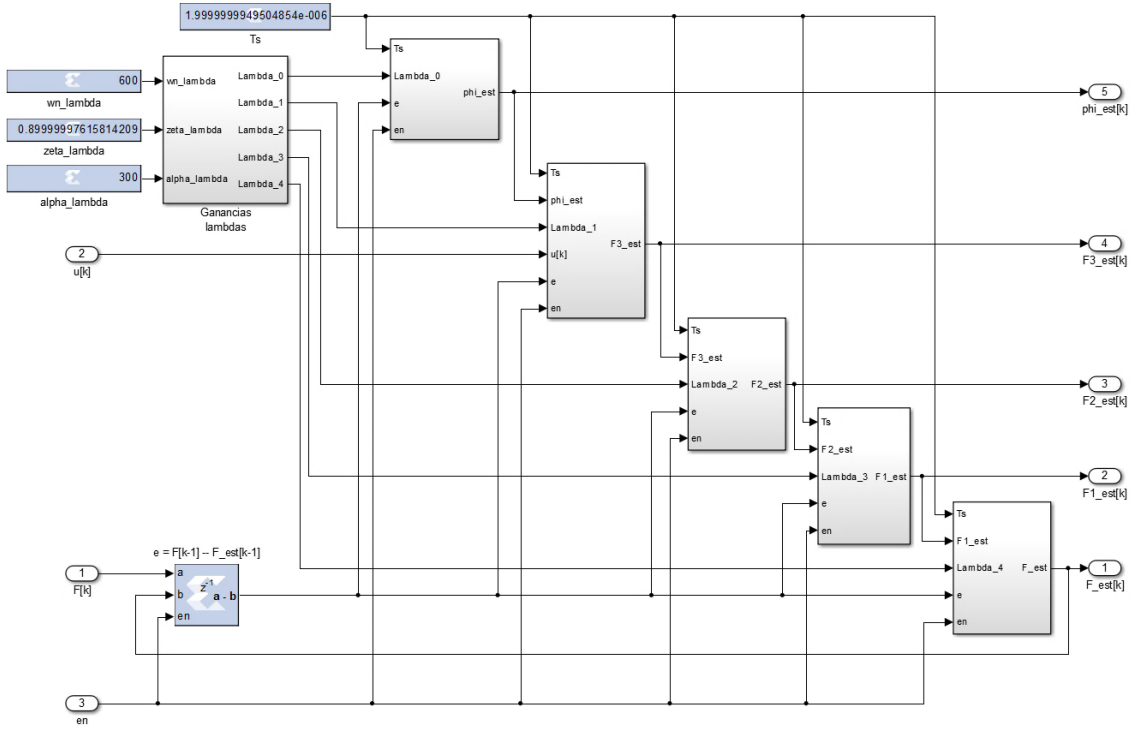 1.9999999949504854e-006
Ts
600
wn_lambda
0.89999997615814209
zeta_lambda
300
alpha_lambda
wn_lambda
zeta_lambda
alpha_lambda
Lambda_0
Lambda_1
Lambda_2
Lambda_3
Lambda_4
Ganancias
lambdas
Ts
Lambda_0
e
en
phi_est
5
phi_est[k]
2
u[k]
Ts
phi_est
Lambda_1
u[k]
e
en
F3_est
4
F3_est[k]
Ts
F3_est
Lambda_2
e
en
F2_est
3
F2_est[k]
Ts
F2_est
Lambda_3
e
en
F1_est
2
F1_est[k]
Ts
F1_est
Lambda_4
e
en
F_est
1
F_est[k]
e = F[k-1] -- F_est[k-1]
1
F[k]
a
b
en
z-1
a - b
3
en